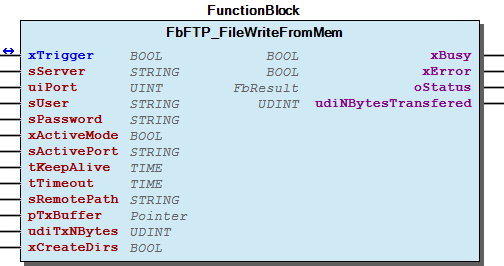 FunctionBlock
FbFTP_FileWriteFromMem
xTrigger BOOL BOOL xBusy
sServer STRING BOOL xError
uiPort UINT FbResult oStatus
sUser STRING UDINT udiNBytesTransfered
sPassword STRING
xActiveMode BOOL
sActivePort STRING
tKeepAlive TIME
tTimeout TIME
sRemotePath STRING
pTxBuffer Pointer
udiTxNBytes UDINT
xCreateDirs BOOL